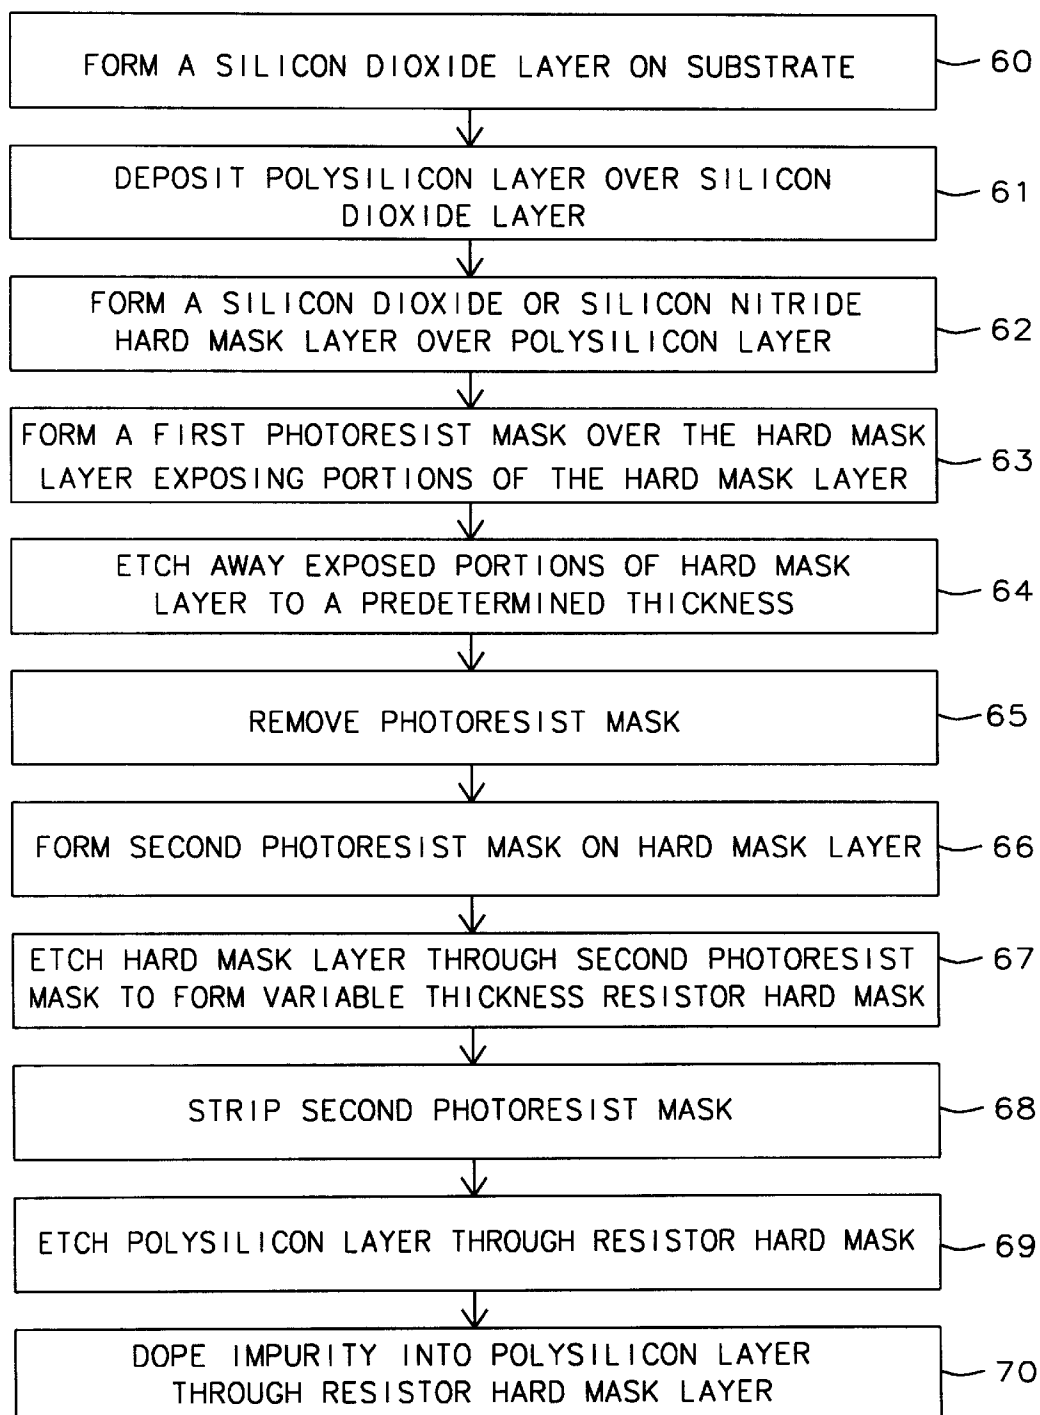 FORM A SILICON DIOXIDE LAYER ON SUBSTRATE
60
DEPOSIT POLYSILICON LAYER OVER SILICON
DIOXIDE LAYER
61
FORM A SILICON DIOXIDE OR SILICON NITRIDE
HARD MASK LAYER OVER POLYSILICON LAYER
62
FORM A FIRST PHOTORESIST MASK OVER THE HARD MASK
LAYER EXPOSING PORTIONS OF THE HARD MASK LAYER
63
ETCH AWAY EXPOSED PORTIONS OF HARD MASK
LAYER TO A PREDETERMINED THICKNESS
64
REMOVE PHOTORESIST MASK
65
FORM SECOND PHOTORESIST MASK ON HARD MASK LAYER
66
ETCH HARD MASK LAYER THROUGH SECOND PHOTORESIST
MASK TO FORM VARIABLE THICKNESS RESISTOR HARD MASK
67
STRIP SECOND PHOTORESIST MASK
68
ETCH POLYSILICON LAYER THROUGH RESISTOR HARD MASK
69
DOPE IMPURITY INTO POLYSILICON LAYER
THROUGH RESISTOR HARD MASK LAYER
70